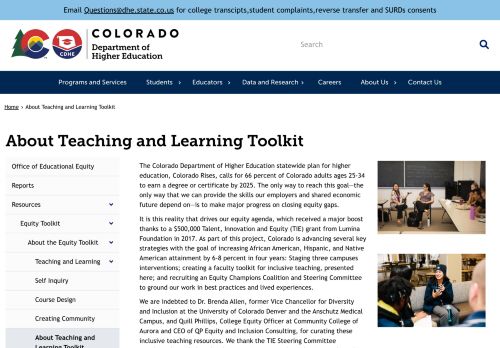 Email Questions@dhe.state.co.us for college transcipts,student complaints,reverse transfer and SURDs consents
COLORADO
Department of
Higher Education
CO
CDHE
Search
Programs and Services
Students
Educators
Data and Research
Careers
About Us
Contact Us
Home > About Teaching and Learning Toolkit
About Teaching and Learning Toolkit
Office of Educational Equity
Reports
Resources
Equity Toolkit
About the Equity Toolkit
Teaching and Learning
Self Inquiry
Course Design
Creating Community
About Teaching and
Learning Toolkit
The Colorado Department of Higher Education statewide plan for higher
education, Colorado Rises, calls for 66 percent of Colorado adults ages 25-34
to earn a degree or certificate by 2025. The only way to reach this goal—the
only way that we can provide the skills our employers and shared economic
future depend on—is to make major progress on closing equity gaps.
It is this reality that drives our equity agenda, which received a major boost
thanks to a $500,000 Talent, Innovation and Equity (TIE) grant from Lumina
Foundation in 2017. As part of this project, Colorado is advancing several key
strategies with the goal of increasing African American, Hispanic, and Native
American attainment by 6-8 percent in four years: Staging three campuses
interventions; creating a faculty toolkit for inclusive teaching, presented
here; and recruiting an Equity Champions Coalition and Steering Committee
to ground our work in best practices and lived experiences.
We are indebted to Dr. Brenda Allen, former Vice Chancellor for Diversity
and Inclusion at the University of Colorado Denver and the Anschutz Medical
Campus, and Quill Phillips, College Equity Officer at Community College of
Aurora and CEO of QP Equity and Inclusion Consulting, for curating these
inclusive teaching resources. We thank the TIE Steering Committee